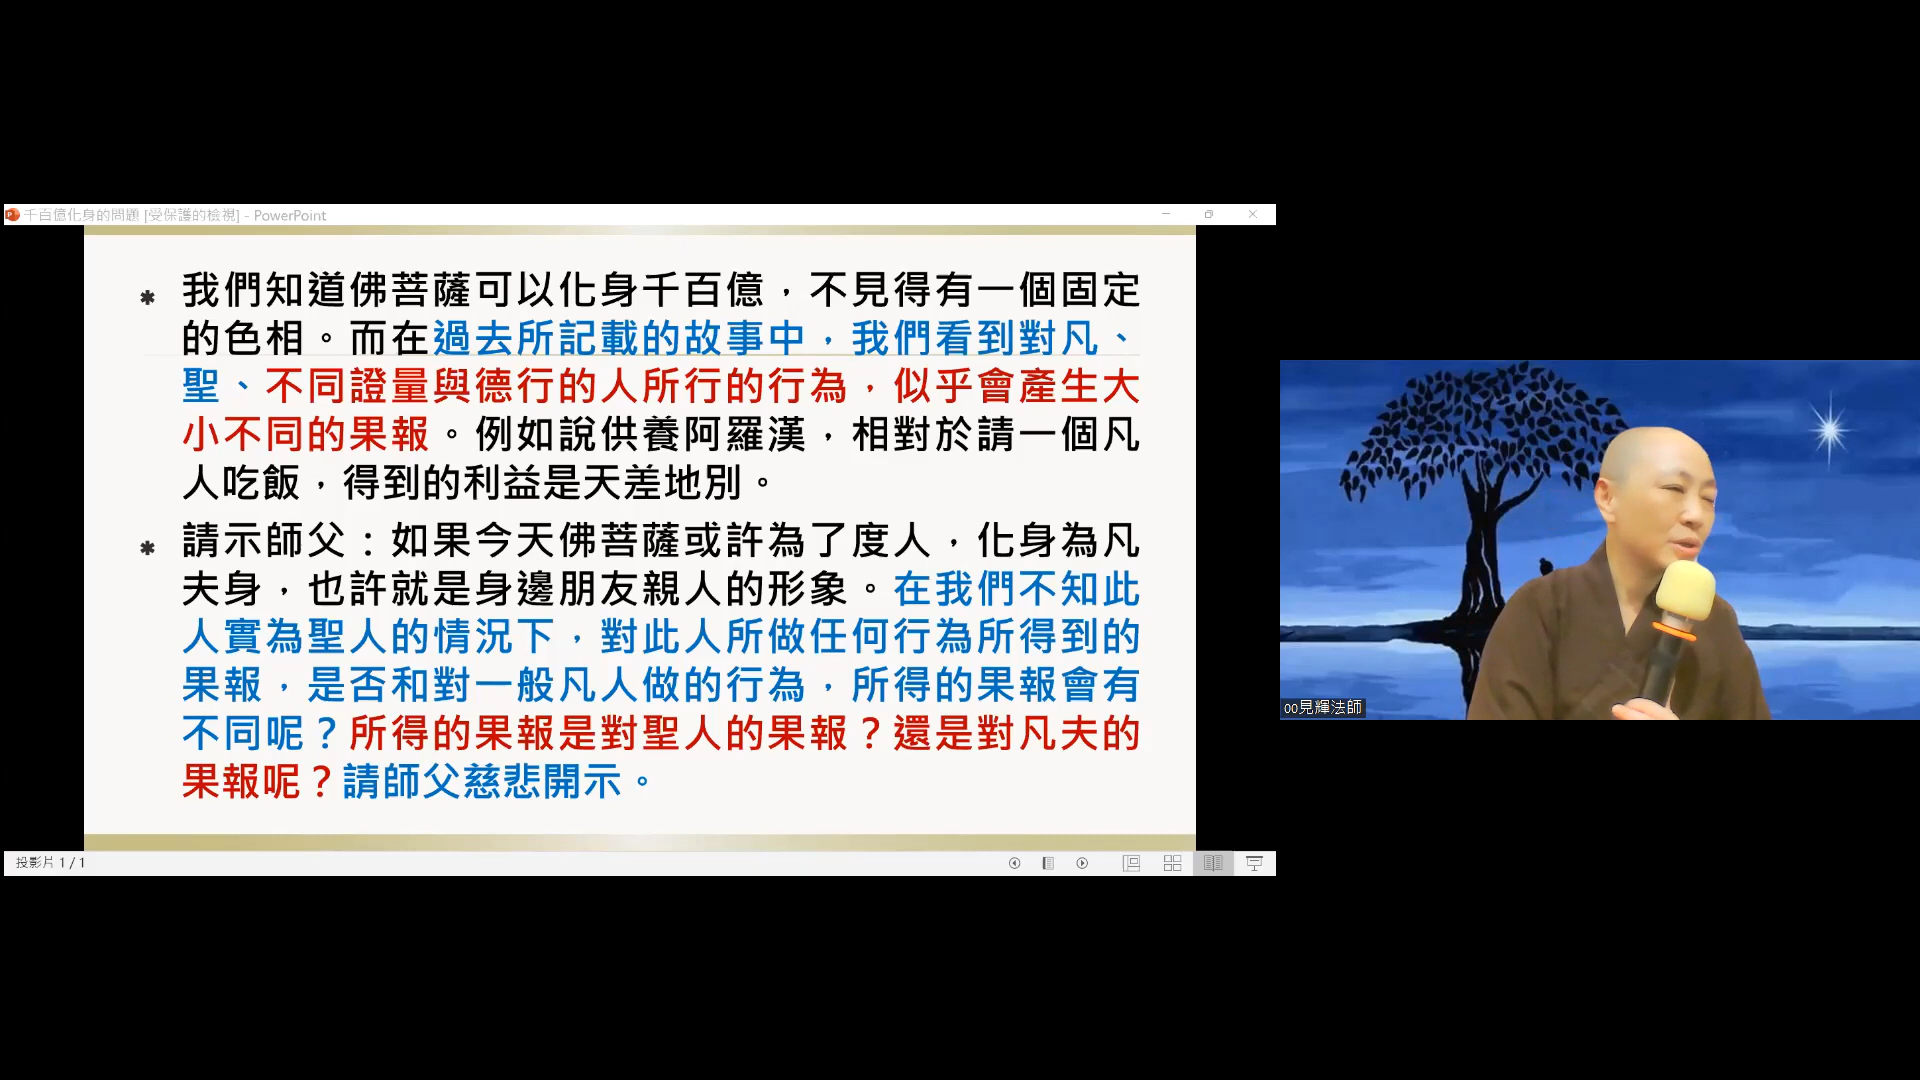 千百億化身的問題 [受保護的檢視] - PowerPoint
* 我們知道佛菩薩可以化身千百億，不見得有一個固定
的色相。而在過去所記載的故事中，我們看到對凡、
聖、不同證量與德行的人所行的行為，似乎會產生大
小不同的果報。例如說供養阿羅漢，相對於請一個凡
人吃飯，得到的利益是天差地別。
* 請示師父：如果今天佛菩薩或許為了度人，化身為凡
夫身，也許就是身邊朋友親人的形象。在我們不知此
人實為聖人的情況下，對此人所做任何行為所得到的
果報，是否和對一般凡人做的行為，所得的果報會有
不同呢？所得的果報是對聖人的果報？還是對凡夫的
果報呢？請師父慈悲開示。
投影片 1 / 1
00見輝法師